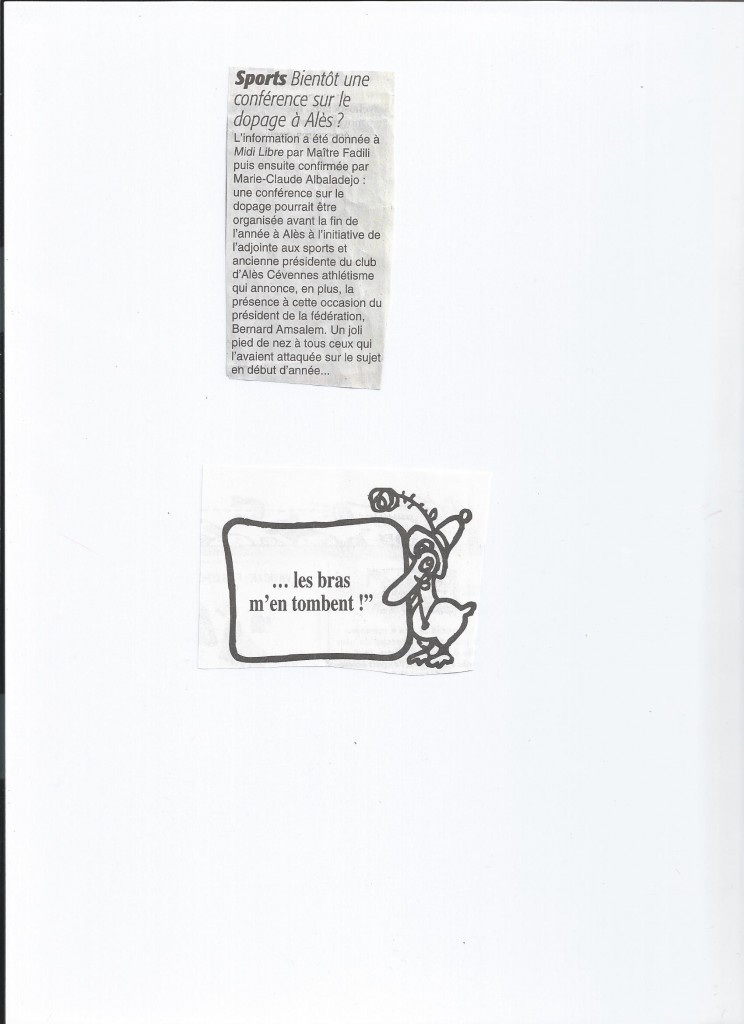 Sports Bientôt une
conférence sur le
dopage à Alès ?
L'information a été donnée à
Midi Libre par Maître Fadili
puis ensuite confirmée par
Marie-Claude Albaladejo :
une conférence sur le
dopage pourrait être
organisée avant la fin de
l'année à Alès à l'initiative de
l'adjointe aux sports et
ancienne présidente du club
d'Alès Cévennes athlétisme
qui annonce, en plus, la
présence à cette occasion du
président de la fédération,
Bernard Amsalem. Un joli
pied de nez à tous ceux qui
l'avaient attaquée sur le sujet
en début d'année...
... les bras
m'en tombent !”